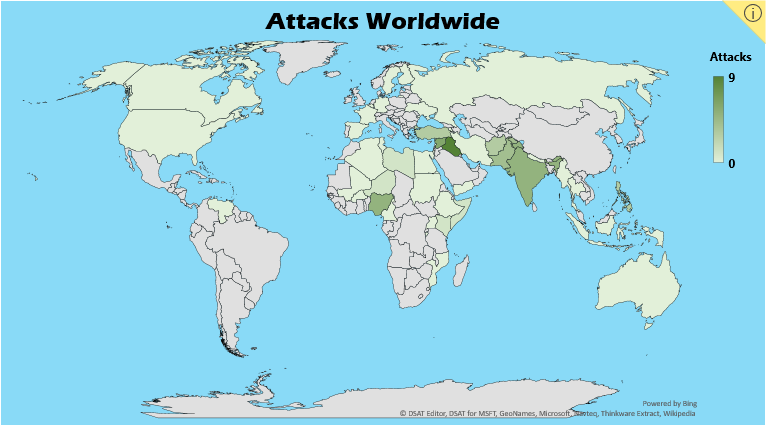 Attacks Worldwide
Attacks
9
0
Powered by Bing
© DSAT Editor, DSAT for MSFT, GeoNames, Microsoft, Navteq, Thinkware Extract, Wikipedia